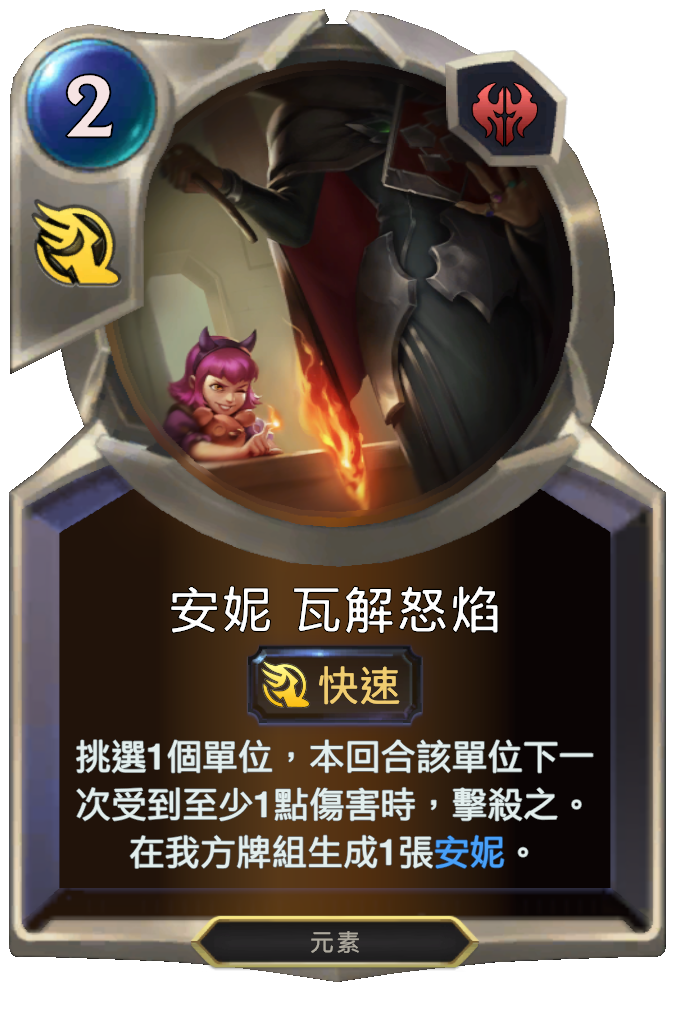 2
安妮 瓦解怒焰
快速
挑選1個單位，本回合該單位下一
次受到至少1點傷害時，擊殺之。
在我方牌組生成1張安妮。
元素